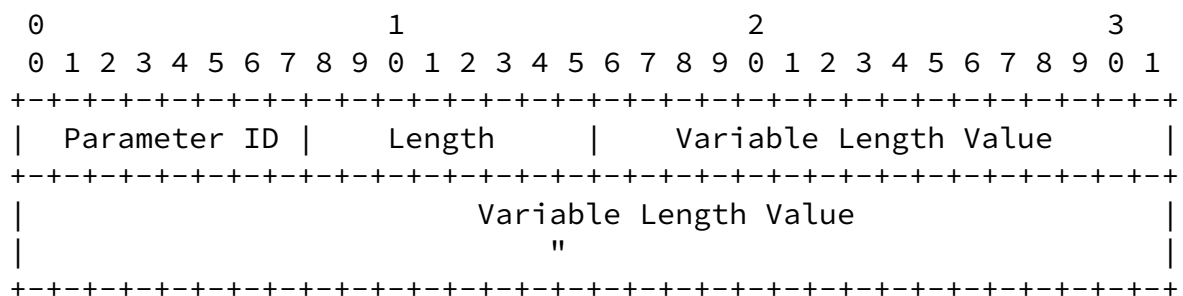 0                   1                   2                   3
 0 1 2 3 4 5 6 7 8 9 0 1 2 3 4 5 6 7 8 9 0 1 2 3 4 5 6 7 8 9 0 1
+-+-+-+-+-+-+-+-+-+-+-+-+-+-+-+-+-+-+-+-+-+-+-+-+-+-+-+-+-+-+-+-+
|  Parameter ID |    Length     |    Variable Length Value      |
+-+-+-+-+-+-+-+-+-+-+-+-+-+-+-+-+-+-+-+-+-+-+-+-+-+-+-+-+-+-+-+-+
|                         Variable Length Value                 |
|                             "                                 |
+-+-+-+-+-+-+-+-+-+-+-+-+-+-+-+-+-+-+-+-+-+-+-+-+-+-+-+-+-+-+-+-+